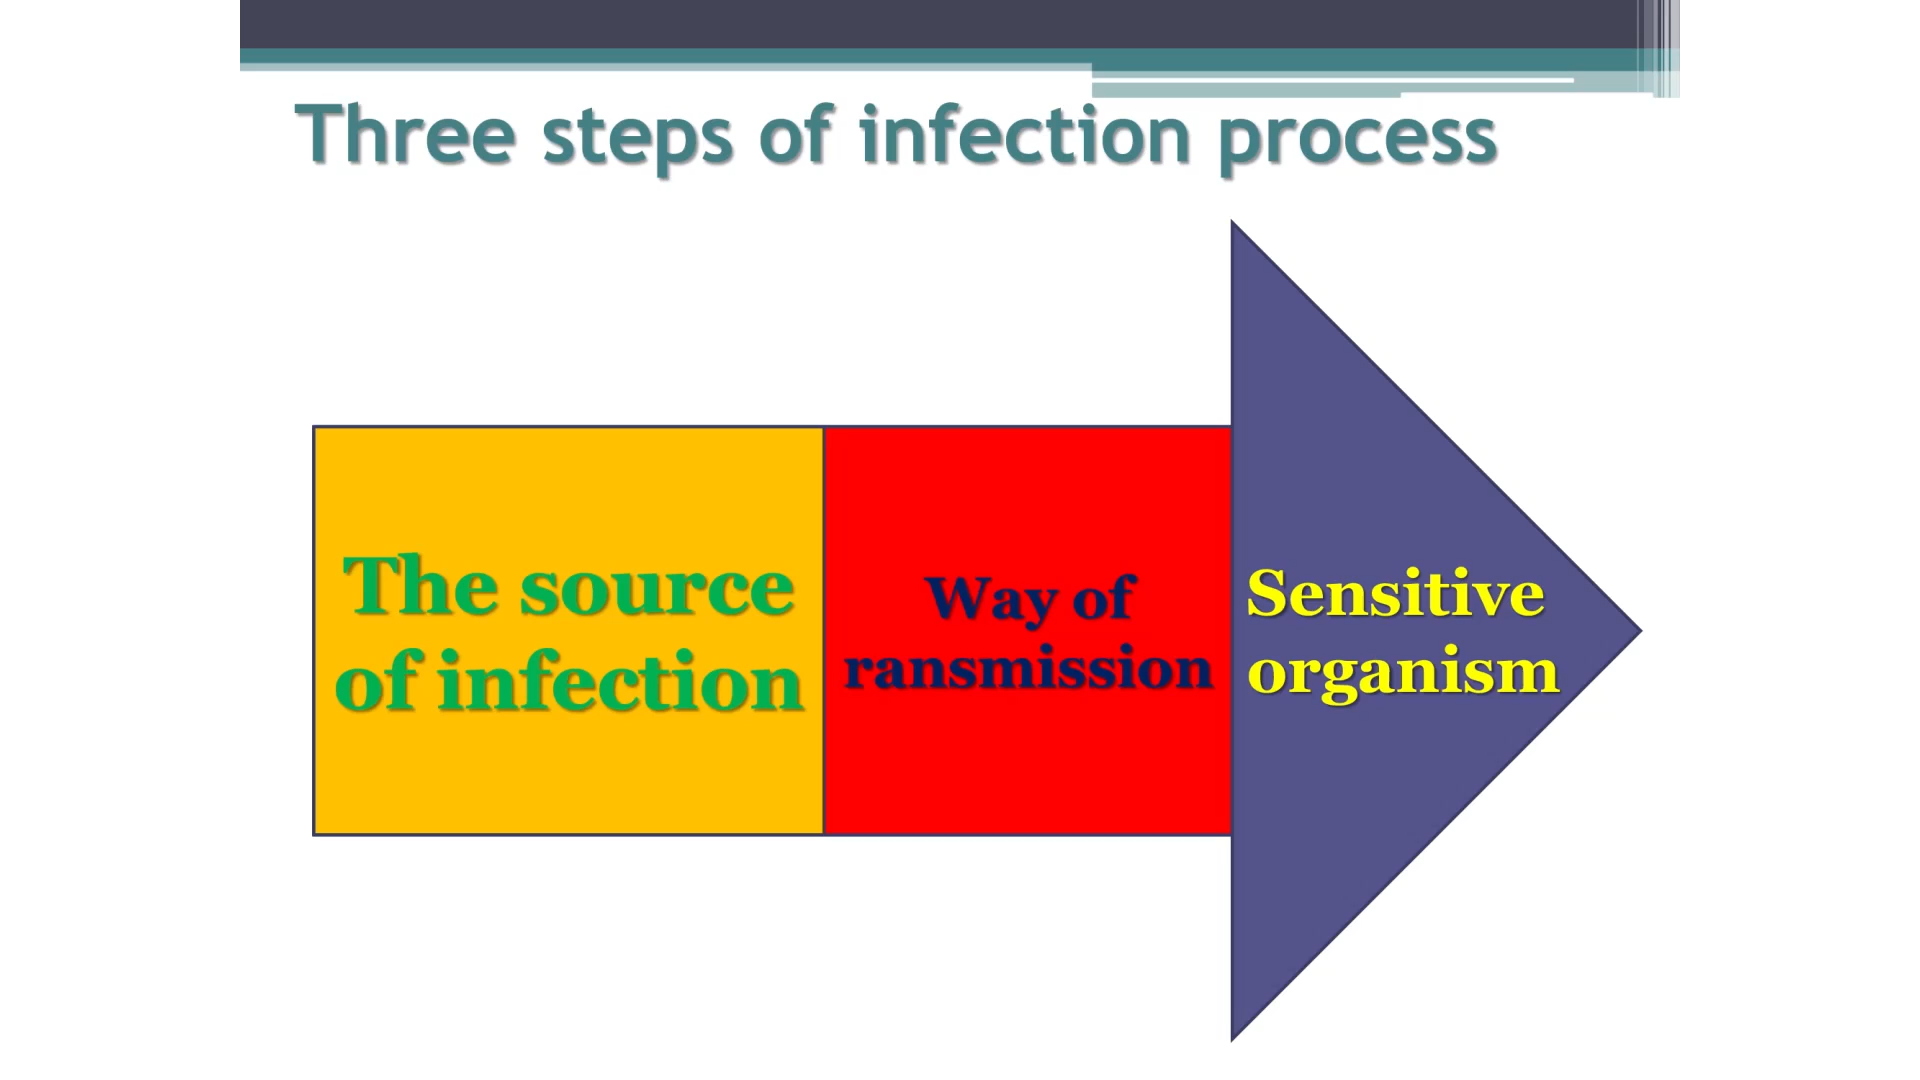 Three steps of infection process
The source
of infection
Way of
ransmission
Sensitive
organism